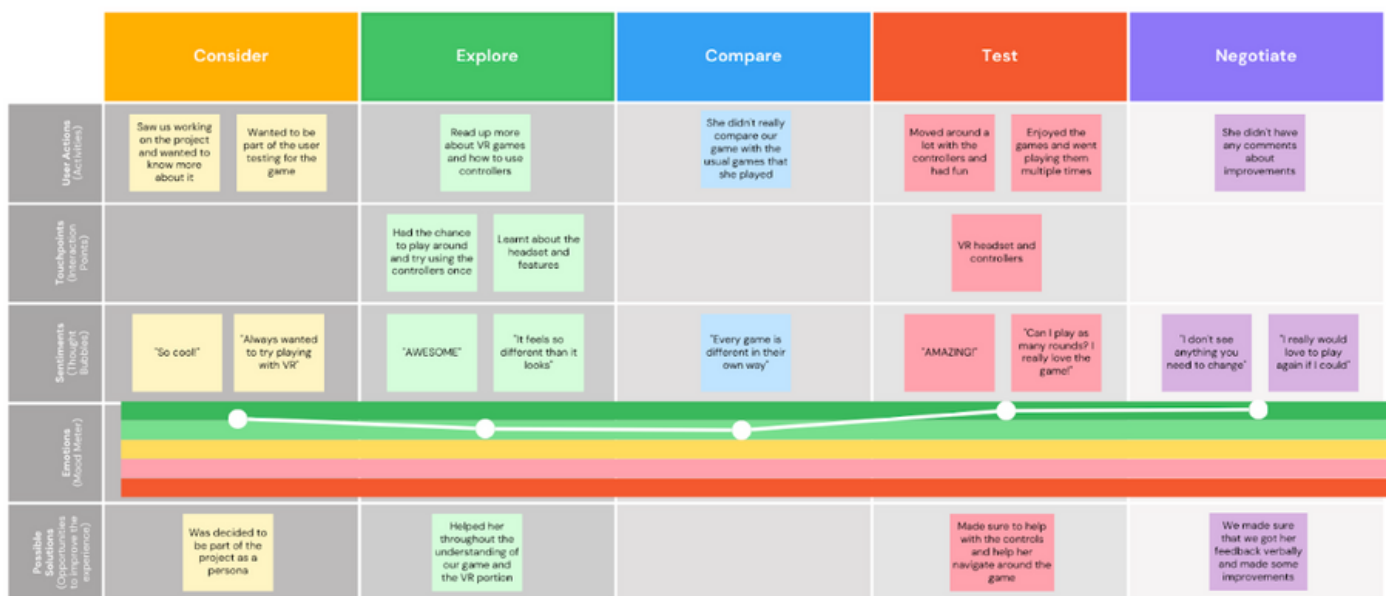 Consider
Explore
Compare
Test
Negotiate
User Actions
(Activities)
Saw us working
on the project
and wanted to
know more
about it
Wanted to be
part of the user
testing for the
game
Read up more
about VR games
and how to use
controllers
She didn't really
compare our
game with the
usual games that
she played
Moved around a
lot with the
controllers and
had fun
Enjoyed the
games and went
playing them
multiple times
She didn't have
any comments
about
improvements
Touchpoints
(Interaction
Points)
Had the chance
to play around
and try using the
controllers once
Learnt about the
headset and
features
VR headset and
controllers
Sentiments
(Thought
Bubbles)
"So cool!"
"Always wanted
to try playing
with VR"
"AWESOME"
"It feels so
different than it
looks"
"Every game is
different in their
own way"
"AMAZING!"
"Can I play as
many rounds? I
really love the
game!"
"I don't see
anything you
need to change"
"I really would
love to play
again if I could"
Emotions
(Mood Meter)
Possible
Solutions
(Opportunities
to improve the
experience)
Was decided to
be part of the
project as a
persona
Helped her
throughout the
understanding of
our game and
the VR portion
Made sure to help
with the controls
and help her
navigate around the
game
We made sure
that we got her
feedback verbally
and made some
improvements